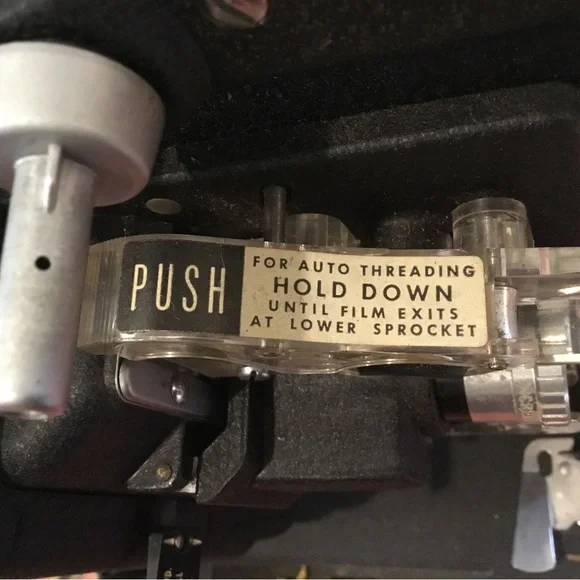 PUSH
FOR AUTO THREADING
HOLD DOWN
UNTIL FILM EXITS
AT LOWER SPROCKET